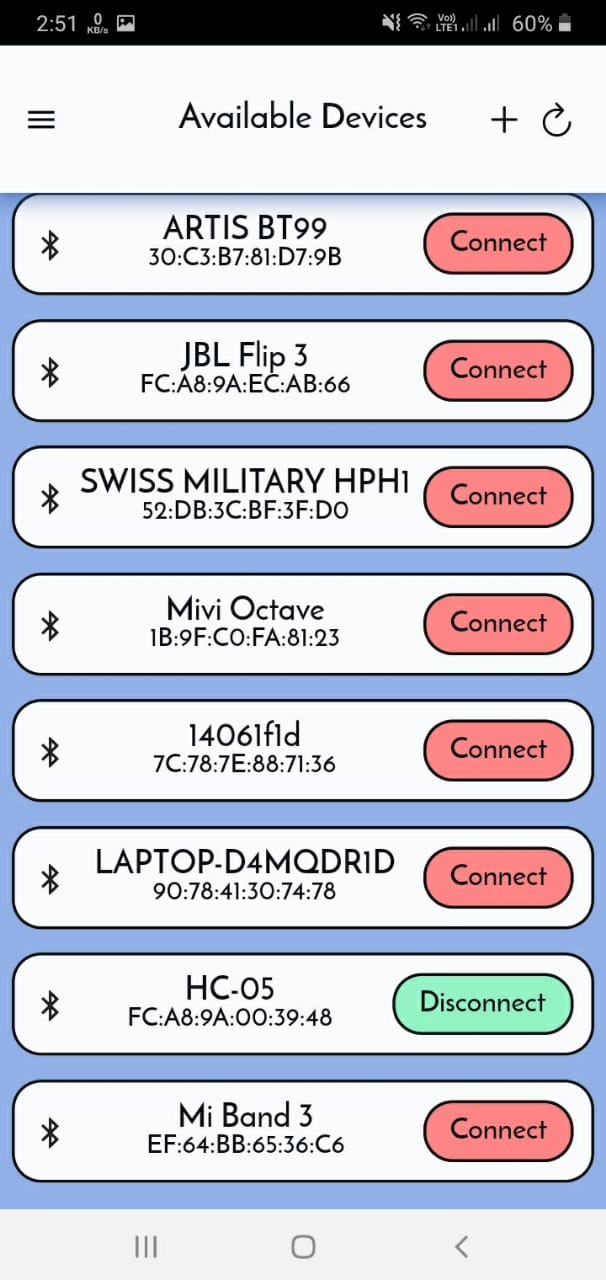 2:51 0 KB/s Vo) LTE1 60%
Available Devices
ARTIS BT99
30:C3:B7:81:D7:9B
Connect
JBL Flip 3
FC:A8:9A:EC:AB:66
Connect
SWISS MILITARY HPH1
52:DB:3C:BF:3F:D0
Connect
Mivi Octave
1B:9F:C0:FA:81:23
Connect
14061f1d
7C:78:7E:88:71:36
Connect
LAPTOP-D4MQDR1D
90:78:41:30:74:78
Connect
HC-05
FC:A8:9A:00:39:48
Disconnect
Mi Band 3
EF:64:BB:65:36:C6
Connect